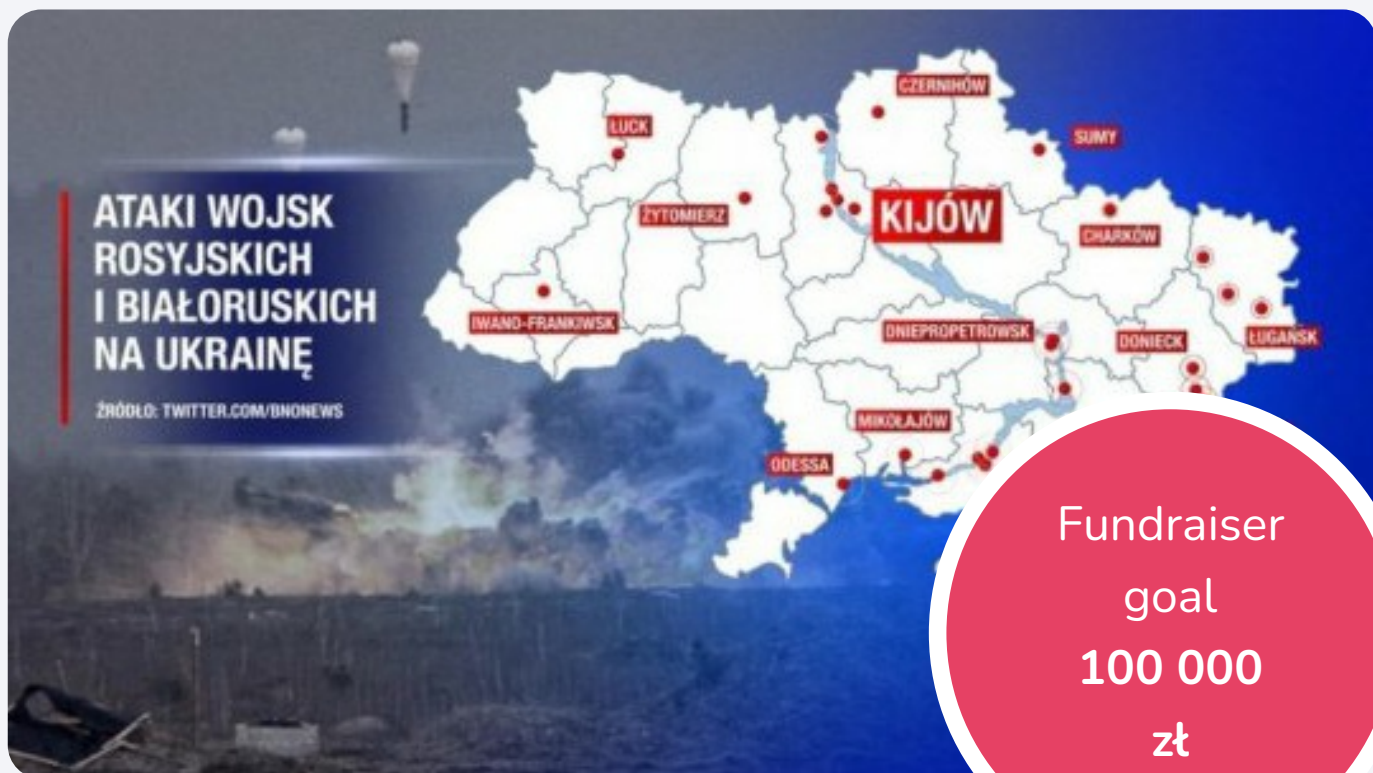 ATAKI WOJSK
ROSYJSKICH
I BIAŁORUSKICH
NA UKRAINĘ
ŹRÓDŁO: TWITTER.COM/BNONEWS
CZERNIHÓW
ŁUCK
SUMY
ŻYTOMIERZ
KIJÓW
CHARKÓW
IWANO-FRANKIWSK
DNIEPROPETROWSK
DONIECK
ŁUGAŃSK
MIKOŁAJÓW
ODESSA
Fundraiser
goal
100 000
zł